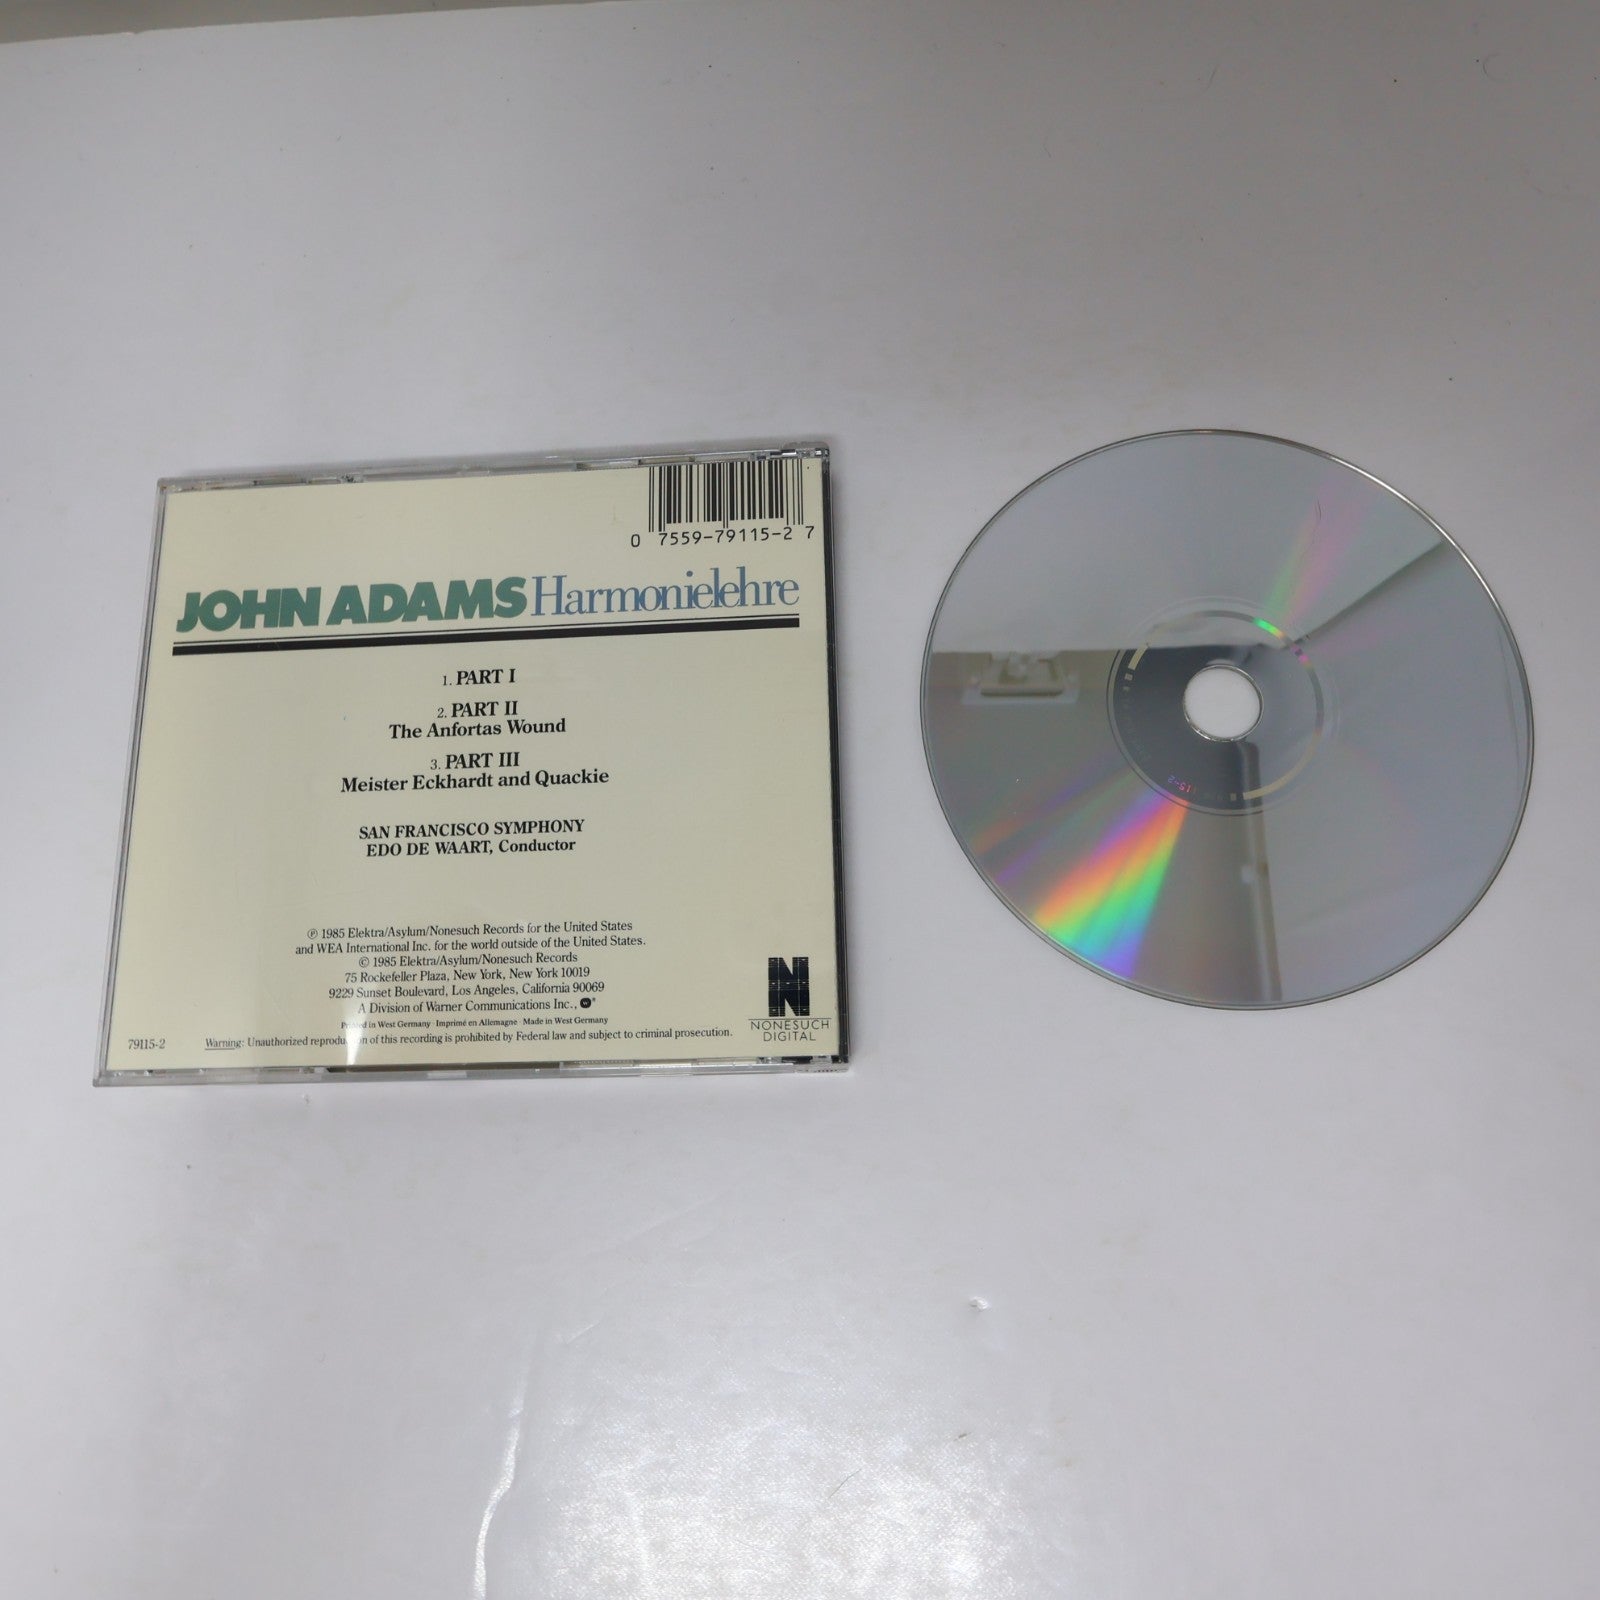 0 7559-79115-2 7
JOHN ADAMS Harmonielehre
1. PART I
2. PART II
The Anfortas Wound
3. PART III
Meister Eckhardt and Quackie
SAN FRANCISCO SYMPHONY
EDO DE WAART, Conductor
℗ 1985 Elektra/Asylum/Nonesuch Records for the United States
and WEA International Inc. for the world outside of the United States.
© 1985 Elektra/Asylum/Nonesuch Records
75 Rockefeller Plaza, New York, New York 10019
9229 Sunset Boulevard, Los Angeles, California 90069
A Division of Warner Communications Inc.,
Printed in West Germany · Imprimé en Allemagne · Made in West Germany
79115-2
Warning: Unauthorized reproduction of this recording is prohibited by Federal law and subject to criminal prosecution.
N
NONESUCH
DIGITAL